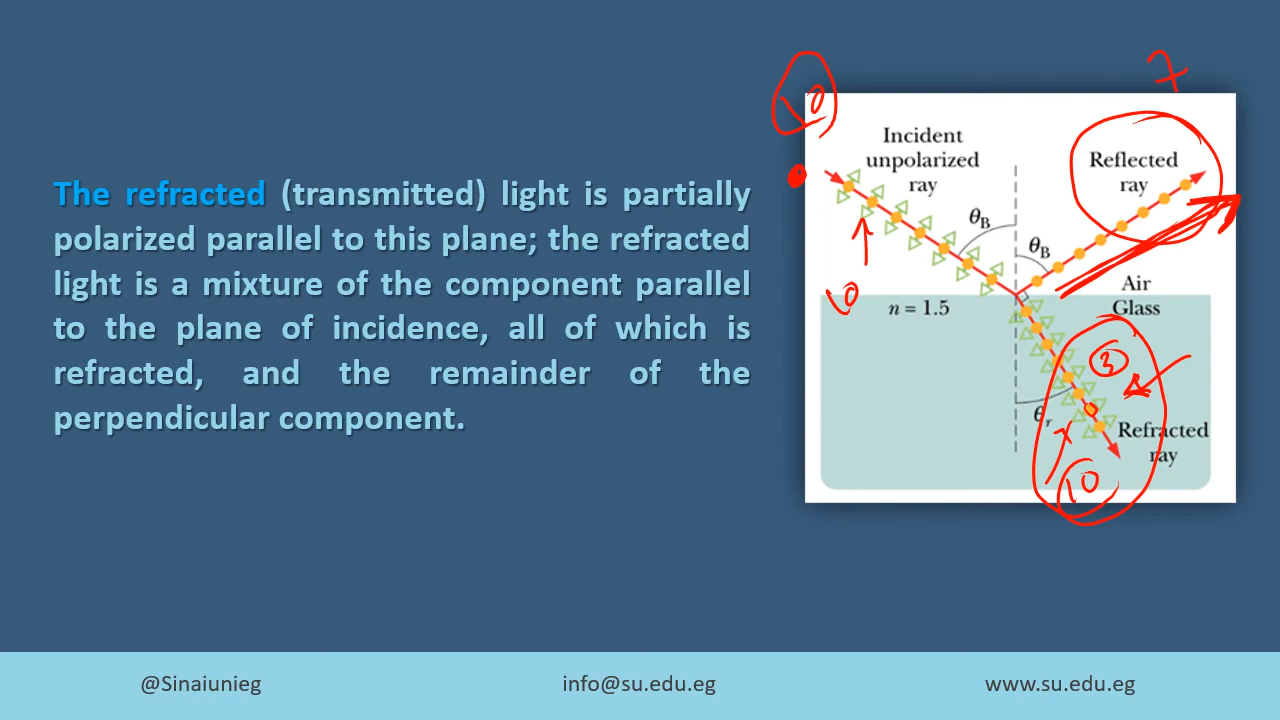 The refracted (transmitted) light is partially
polarized parallel to this plane; the refracted
light is a mixture of the component parallel
to the plane of incidence, all of which is
refracted, and the remainder of the
perpendicular component.
10
7
Incident
unpolarized
ray
Reflected
ray
θB
θB
10
n = 1.5
Air
Glass
3
θr
Refracted
ray
10
@Sinaiunieg
info@su.edu.eg
www.su.edu.eg